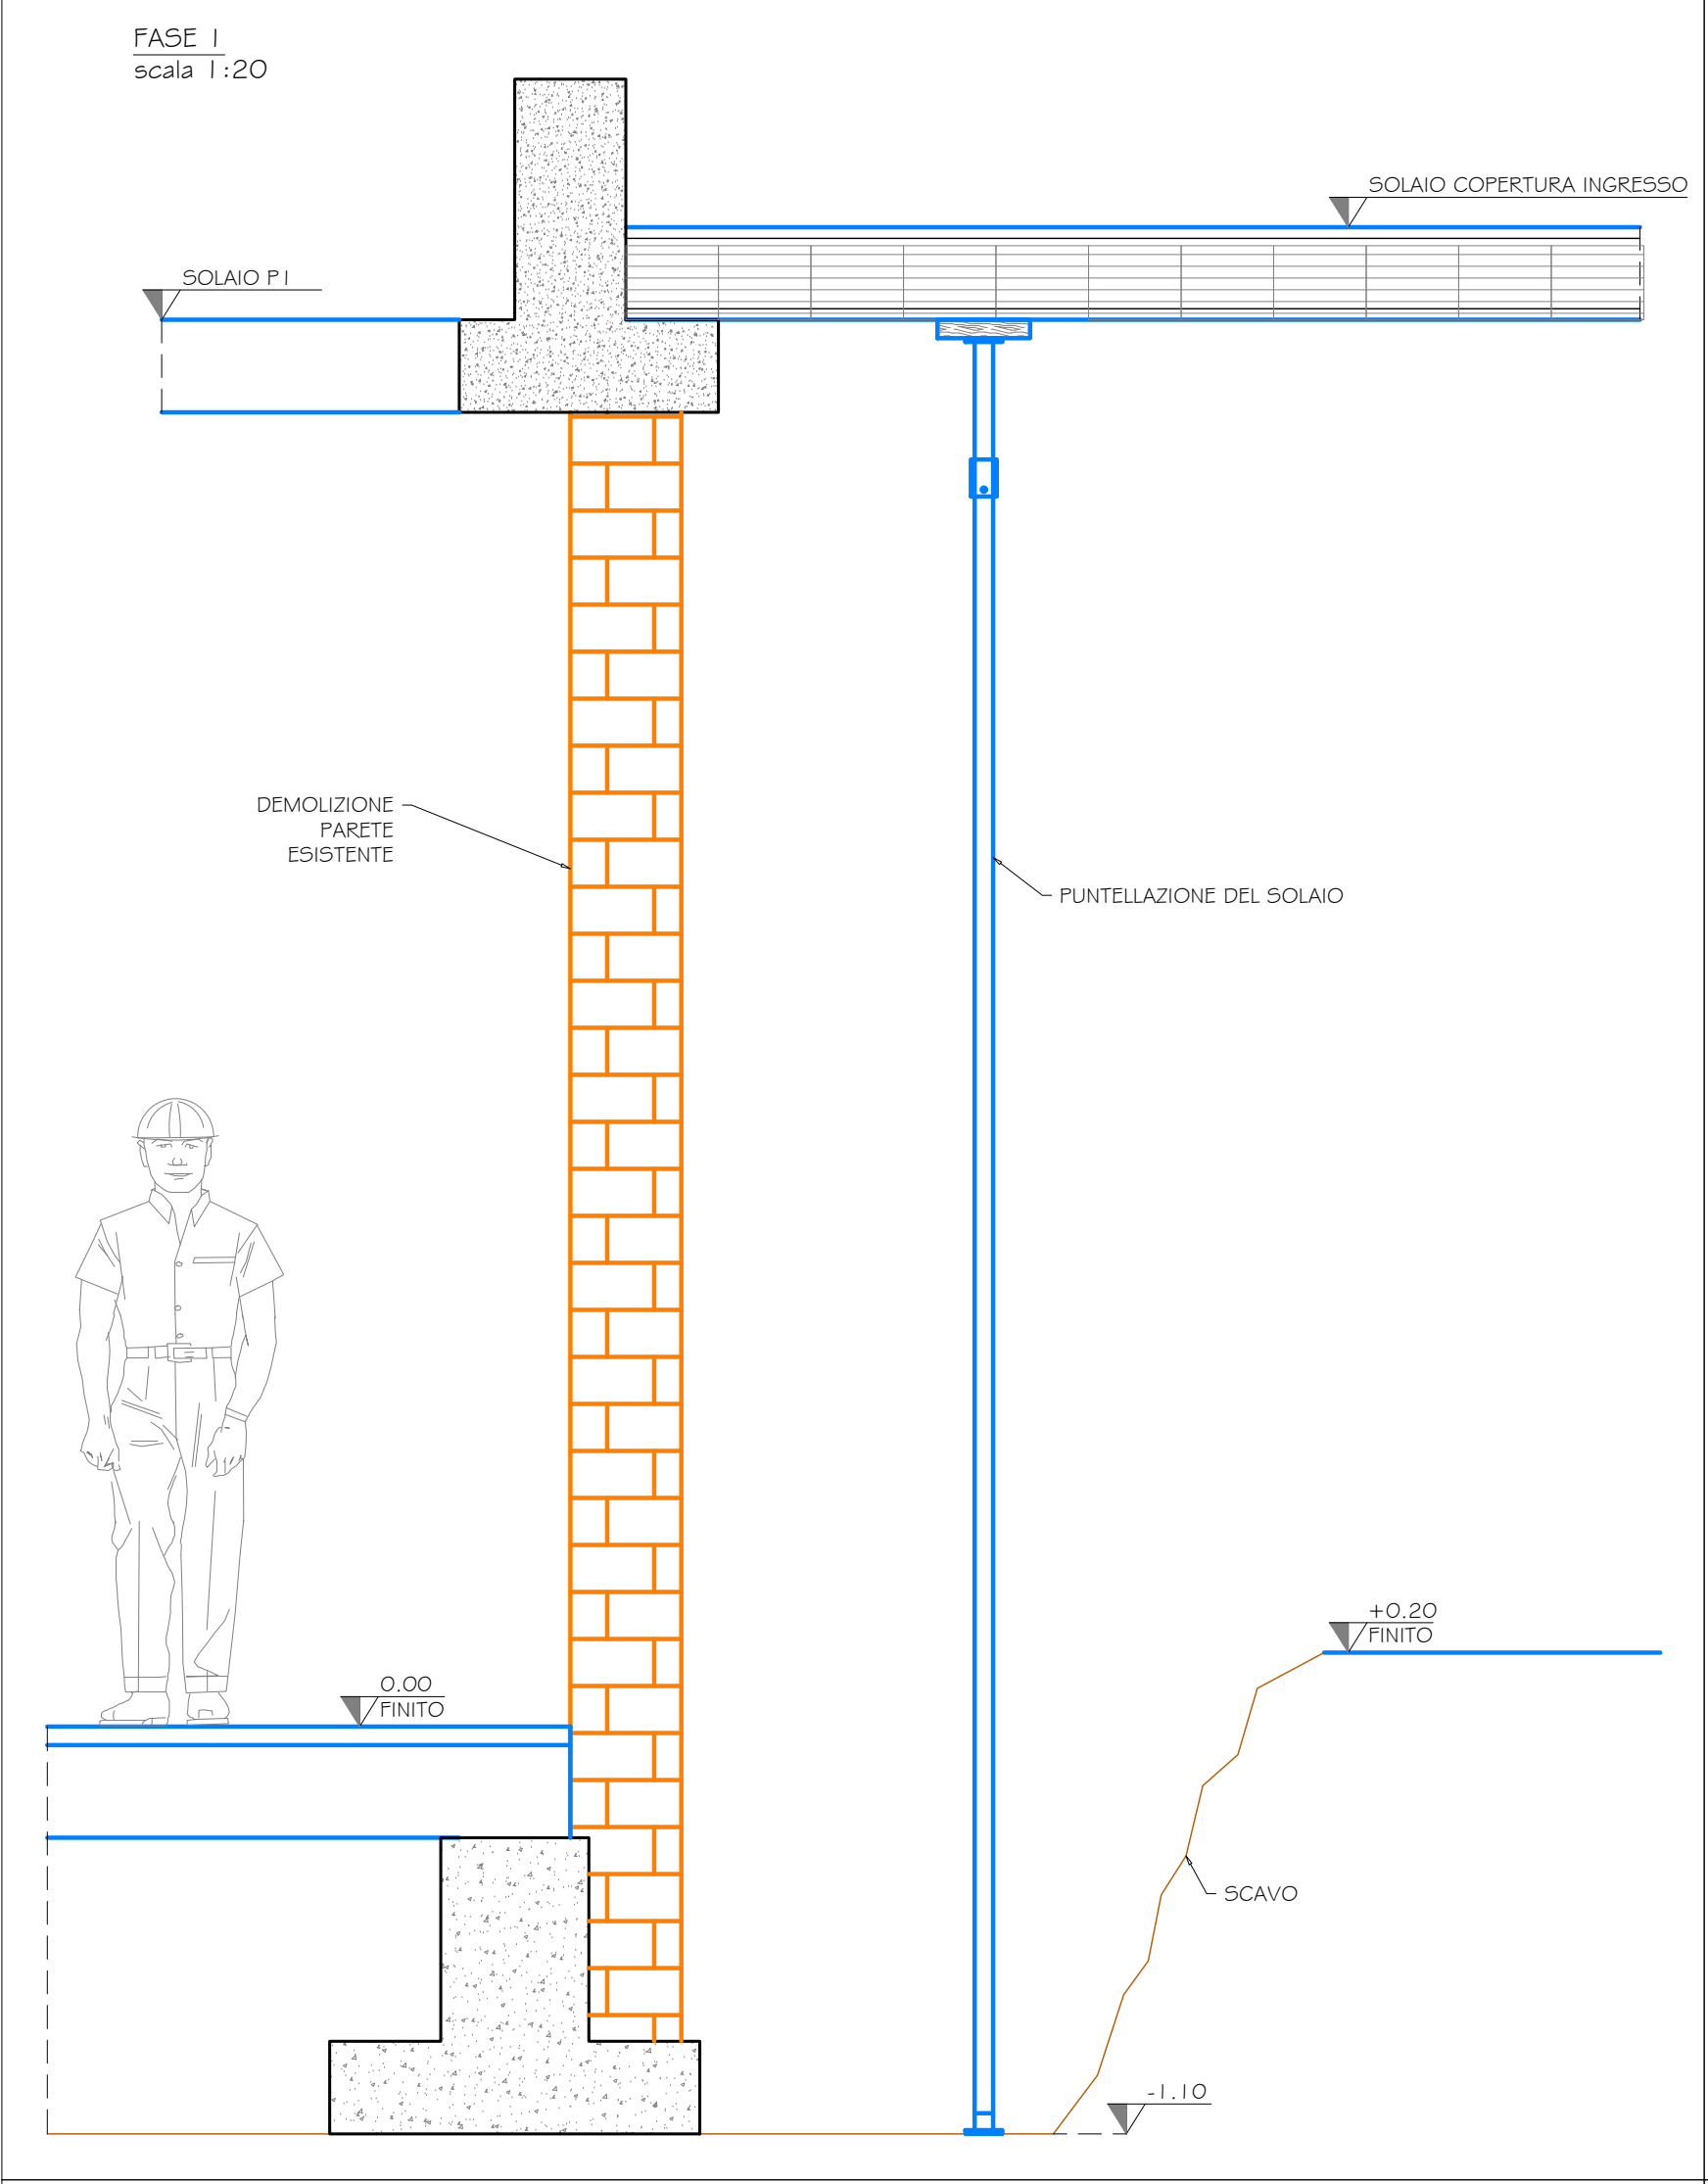 FASE 1
scala 1:20
SOLAIO COPERTURA INGRESSO
SOLAIO P1
DEMOLIZIONE
PARETE
ESISTENTE
PUNTELLAZIONE DEL SOLAIO
+0.20
FINITO
0.00
FINITO
SCAVO
-1.10